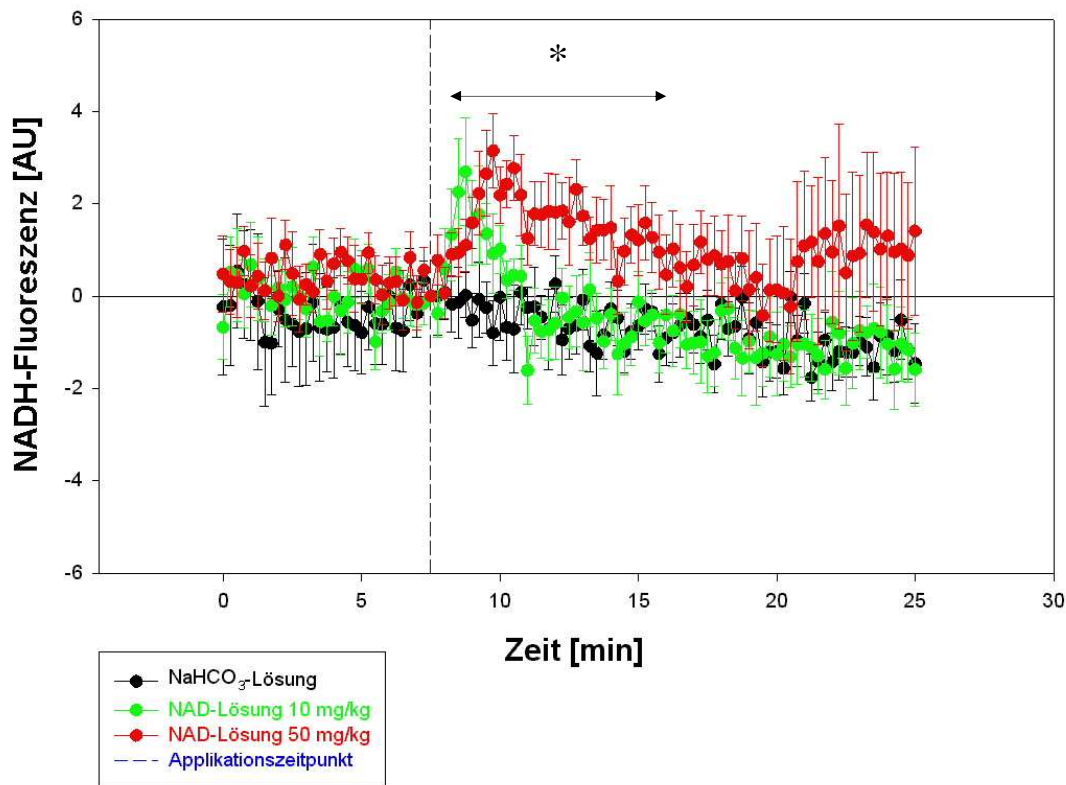 6
*
4
2
0
-2
-4
-6
NADH-Fluoreszenz [AU]
0 5 10 15 20 25 30
Zeit [min]
NaHCO₃-Lösung
NAD-Lösung 10 mg/kg
NAD-Lösung 50 mg/kg
Applikationszeitpunkt